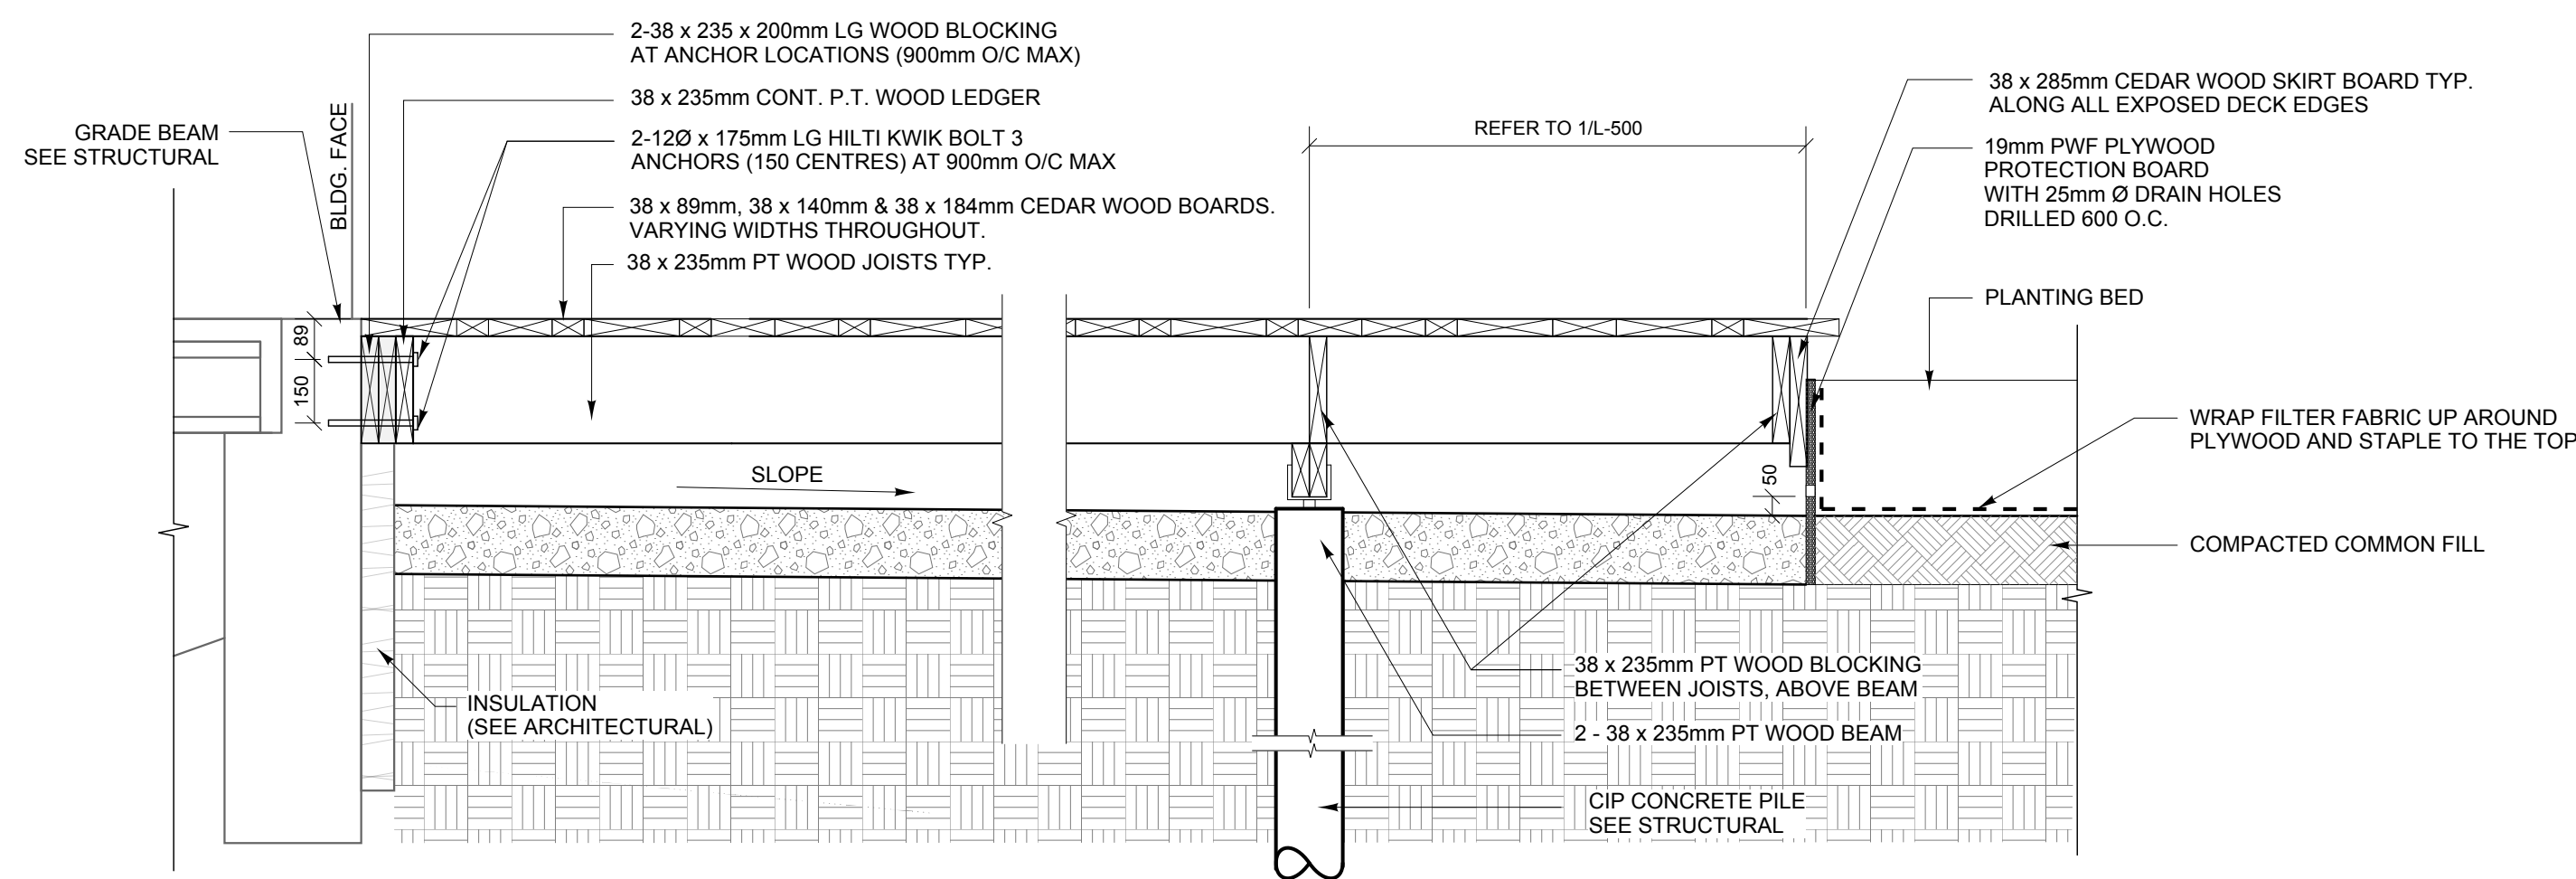 2-38 x 235 x 200mm LG WOOD BLOCKING
AT ANCHOR LOCATIONS (900mm O/C MAX)
38 x 235mm CONT. P.T. WOOD LEDGER
2-12Ø x 175mm LG HILTI KWIK BOLT 3
ANCHORS (150 CENTRES) AT 900mm O/C MAX
38 x 89mm, 38 x 140mm & 38 x 184mm CEDAR WOOD BOARDS.
VARYING WIDTHS THROUGHOUT.
38 x 235mm PT WOOD JOISTS TYP.
GRADE BEAM
SEE STRUCTURAL
BLDG. FACE
89
150
REFER TO 1/L-500
38 x 285mm CEDAR WOOD SKIRT BOARD TYP.
ALONG ALL EXPOSED DECK EDGES
19mm PWF PLYWOOD
PROTECTION BOARD
WITH 25mm Ø DRAIN HOLES
DRILLED 600 O.C.
PLANTING BED
WRAP FILTER FABRIC UP AROUND
PLYWOOD AND STAPLE TO THE TOP
SLOPE
50
COMPACTED COMMON FILL
INSULATION
(SEE ARCHITECTURAL)
38 x 235mm PT WOOD BLOCKING
BETWEEN JOISTS, ABOVE BEAM
2 - 38 x 235mm PT WOOD BEAM
CIP CONCRETE PILE
SEE STRUCTURAL